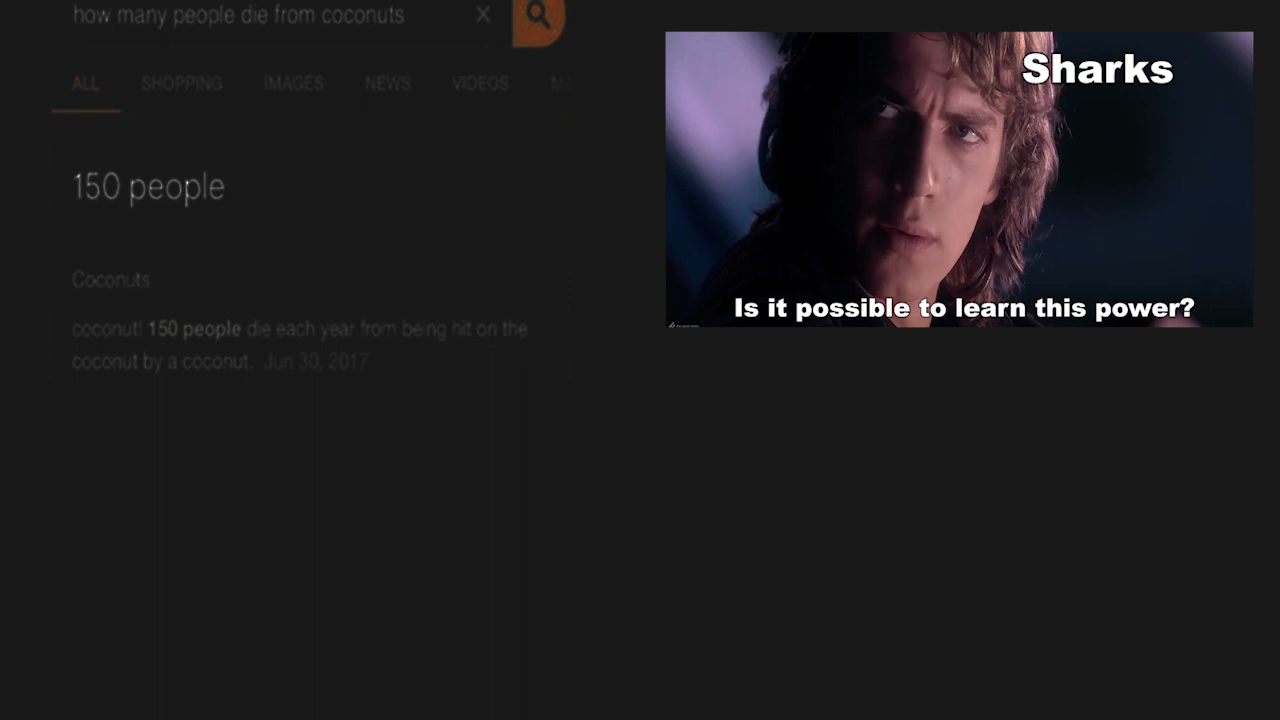 how many people die from coconuts
ALL SHOPPING IMAGES NEWS VIDEOS
150 people
Coconuts
coconut! 150 people die each year from being hit on the
coconut by a coconut. Jun 30, 2017
Sharks
Is it possible to learn this power?